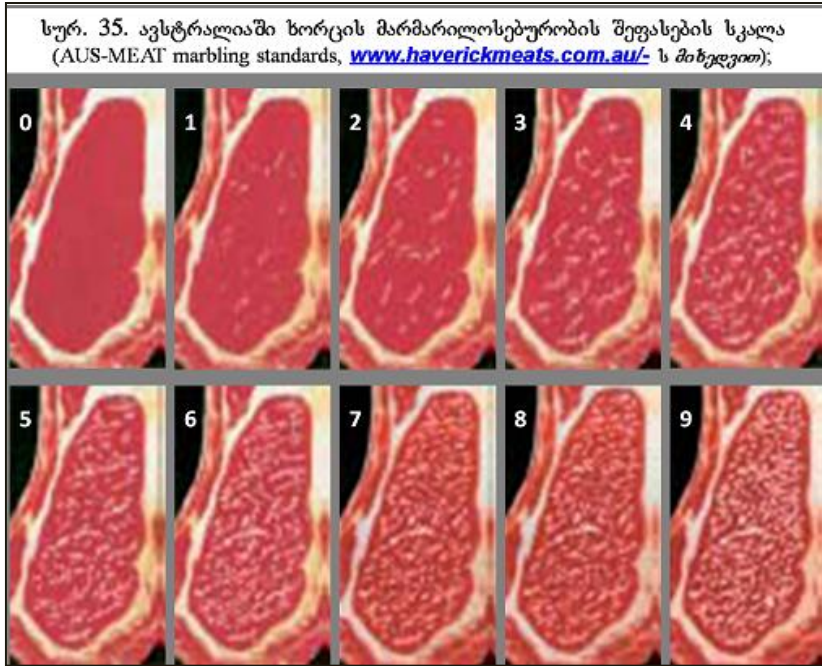 სურ. 35. ავსტრალიაში ხორცის მარმარილოსებურობის შეფასების სკალა
(AUS-MEAT marbling standards, www.haverickmeats.com.au/- ს მიხედვით);
0 1 2 3 4
5 6 7 8 9